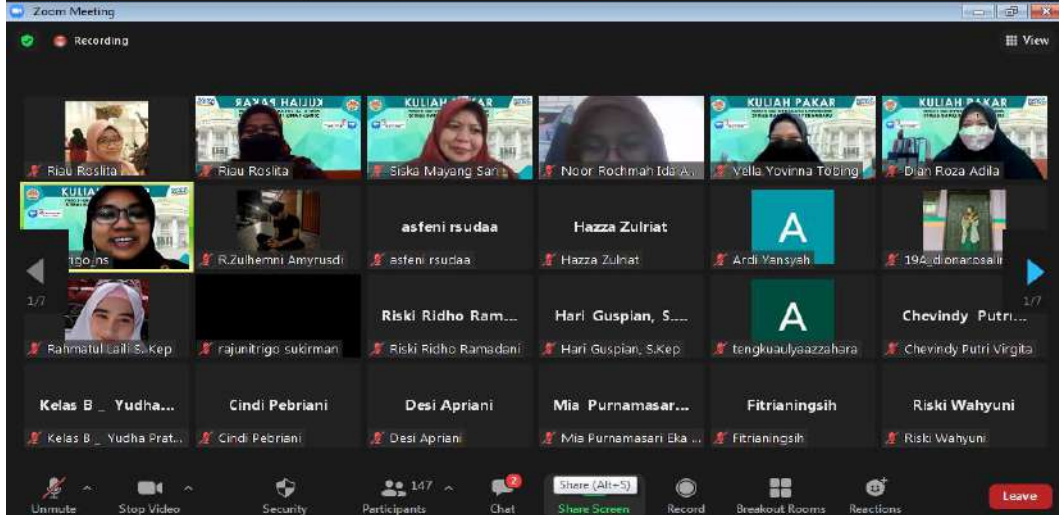 Zoom Meeting
Recording
View
KULIAH PAKAR
KULIAH PAKAR
KULIAH PAKAR
KULIAH PAKAR
Riau Roslita
Riau Roslita
Siska Mayang Sari
Noor Rochmah Ida A...
Vella Yovinna Tobing
Dian Roza Adila
KULIAH PAKAR
asfeni rsudaa
Hazza Zulriat
A
R.Zulhemni Amyrusdi
asfeni rsudaa
Hazza Zulriat
Ardi Yansyah
1/7
1/7
Riski Ridho Ram...
Hari Guspian, S....
A
Chevindy Putri...
Rahmatul Laili S.Kep
rajunitrigo sukirman
Riski Ridho Ramadani
Hari Guspian, S.Kep
tengkuaulyaazzahara
Chevindy Putri Virgita
Kelas B _ Yudha...
Cindi Pebriani
Desi Apriani
Mia Purnamasar...
Fitrianingsih
Riski Wahyuni
Kelas B _ Yudha Prat...
Cindi Pebriani
Desi Apriani
Mia Purnamasari Eka ...
Fitrianingsih
Riski Wahyuni
147
2
Share (Alt+S)
Unmute
Stop Video
Security
Participants
Chat
Share Screen
Record
Breakout Rooms
Reactions
Leave